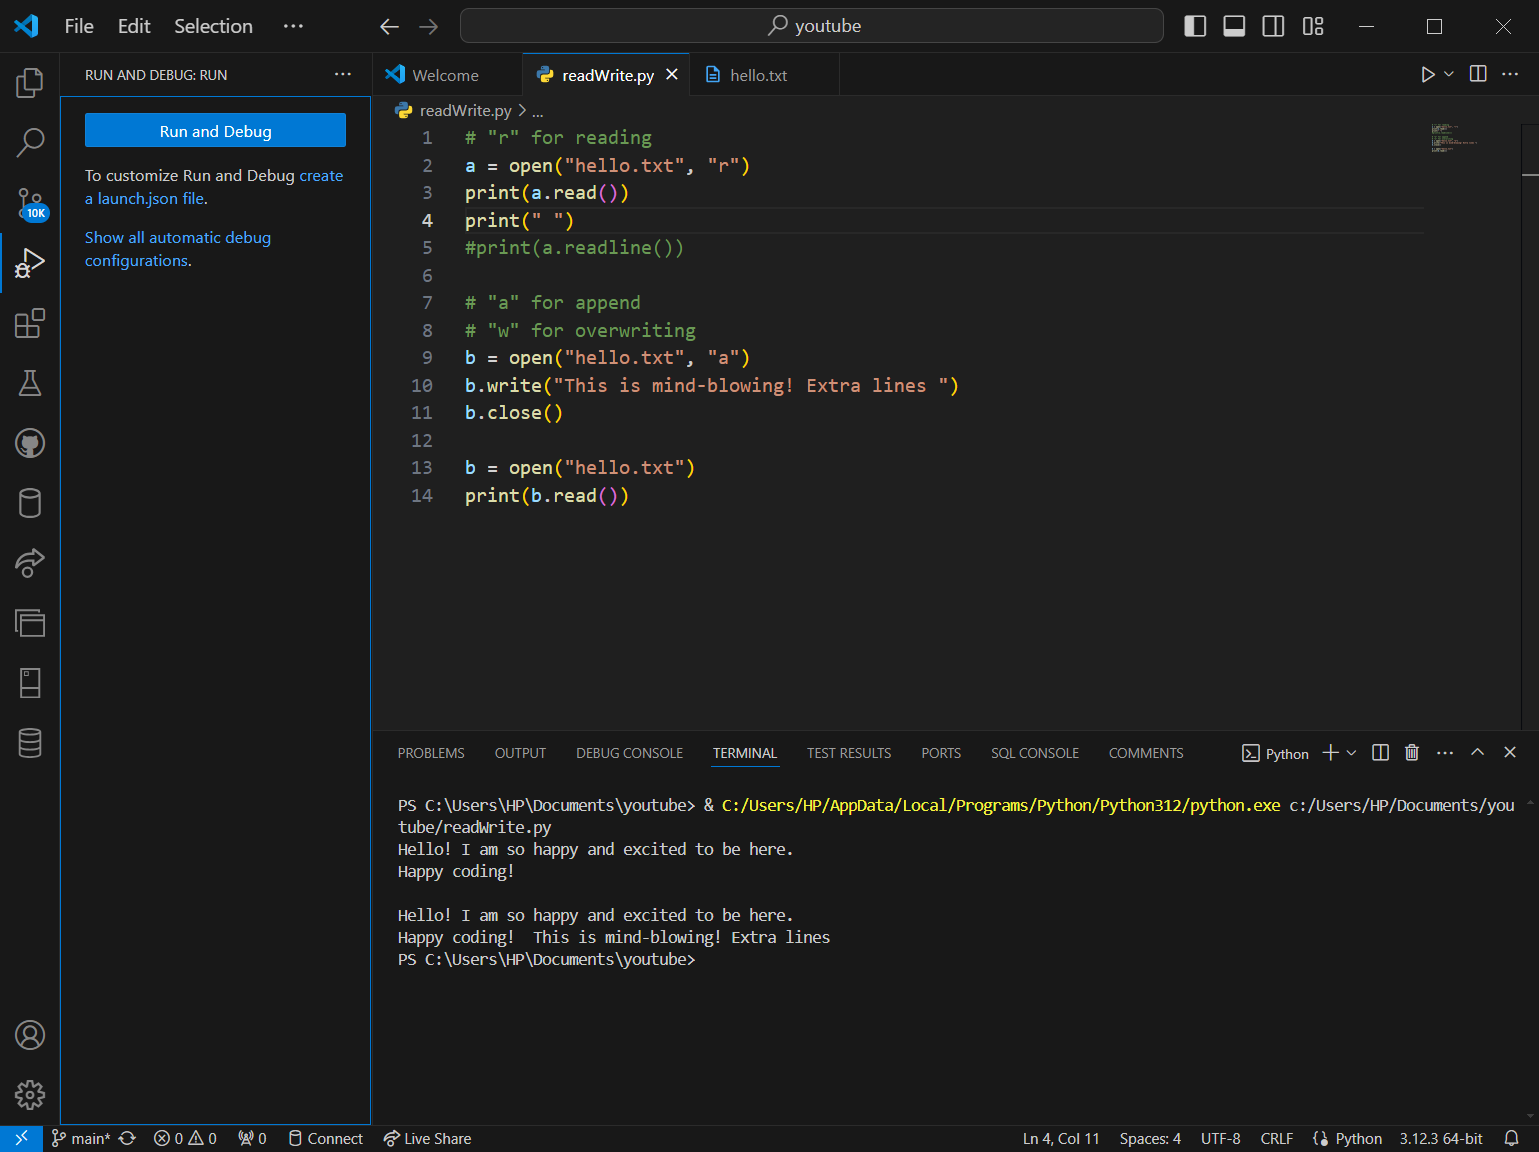 File Edit Selection ···
youtube
RUN AND DEBUG: RUN ···
Run and Debug
To customize Run and Debug create
a launch.json file.
Show all automatic debug
configurations.
10K
Welcome readWrite.py hello.txt
readWrite.py > ...
1 # "r" for reading
2 a = open("hello.txt", "r")
3 print(a.read())
4 print(" ")
5 #print(a.readline())
6
7 # "a" for append
8 # "w" for overwriting
9 b = open("hello.txt", "a")
10 b.write("This is mind-blowing! Extra lines ")
11 b.close()
12
13 b = open("hello.txt")
14 print(b.read())
PROBLEMS OUTPUT DEBUG CONSOLE TERMINAL TEST RESULTS PORTS SQL CONSOLE COMMENTS Python
PS C:\Users\HP\Documents\youtube> & C:/Users/HP/AppData/Local/Programs/Python/Python312/python.exe c:/Users/HP/Documents/you
tube/readWrite.py
Hello! I am so happy and excited to be here.
Happy coding!
Hello! I am so happy and excited to be here.
Happy coding!  This is mind-blowing! Extra lines
PS C:\Users\HP\Documents\youtube>
main* 0 0 0 Connect Live Share Ln 4, Col 11 Spaces: 4 UTF-8 CRLF Python 3.12.3 64-bit